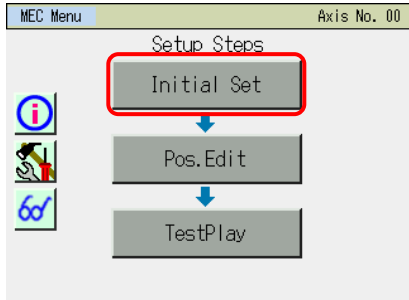 MEC Menu Axis No. 00
Setup Steps
Initial Set
Pos.Edit
TestPlay